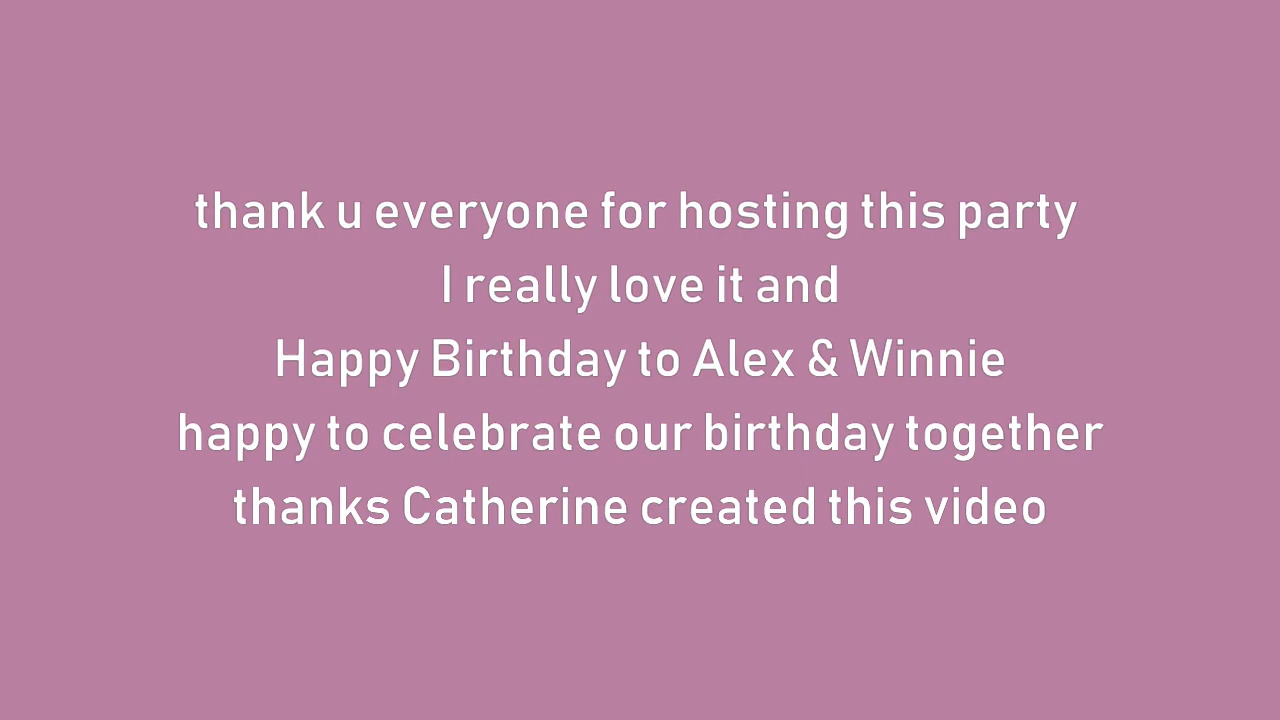 thank u everyone for hosting this party
I really love it and
Happy Birthday to Alex & Winnie
happy to celebrate our birthday together
thanks Catherine created this video